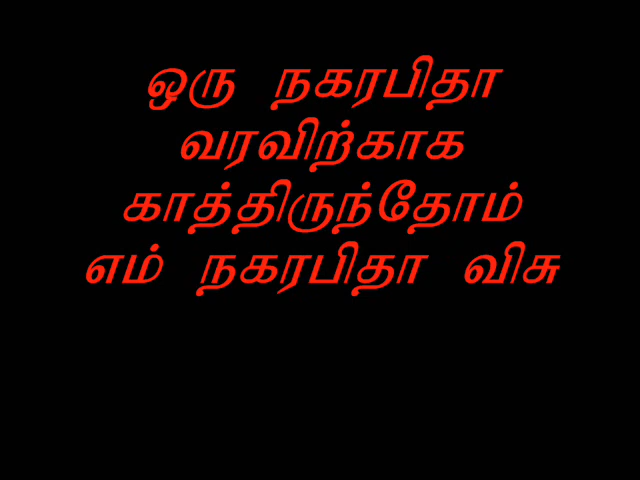 ஒரு நகரபிதா
வரவிற்காக
காத்திருந்தோம்
எம் நகரபிதா விசு